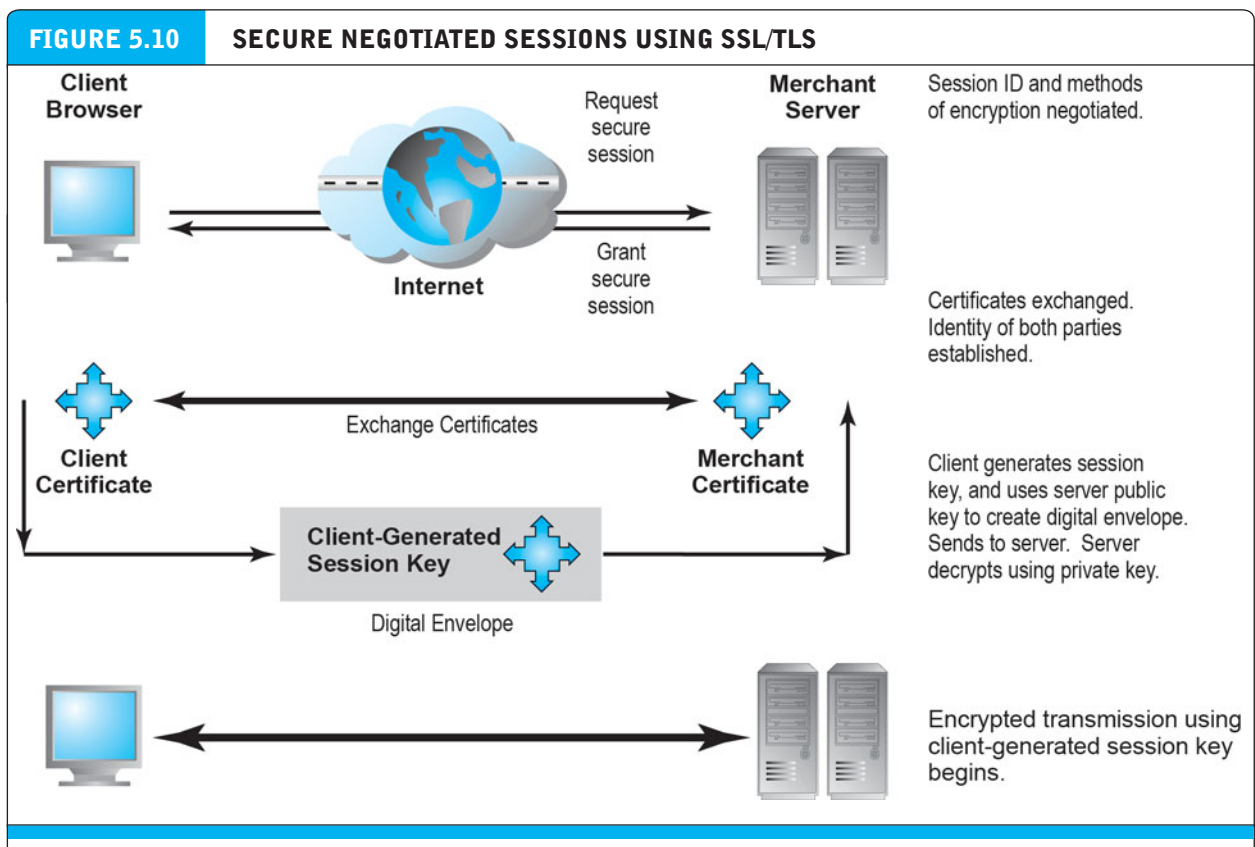 FIGURE 5.10
SECURE NEGOTIATED SESSIONS USING SSL/TLS
Client
Browser
Request
secure
session
Merchant
Server
Session ID and methods
of encryption negotiated.
Internet
Grant
secure
session
Certificates exchanged.
Identity of both parties
established.
Exchange Certificates
Client
Certificate
Merchant
Certificate
Client generates session
key, and uses server public
key to create digital envelope.
Sends to server. Server
decrypts using private key.
Client-Generated
Session Key
Digital Envelope
Encrypted transmission using
client-generated session key
begins.